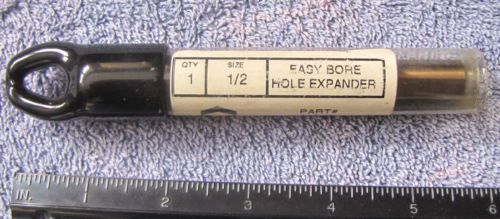 QTY
1
SIZE
1/2
EASY BORE
HOLE EXPANDER
PART#
IN.
1 2 3 4 5 6